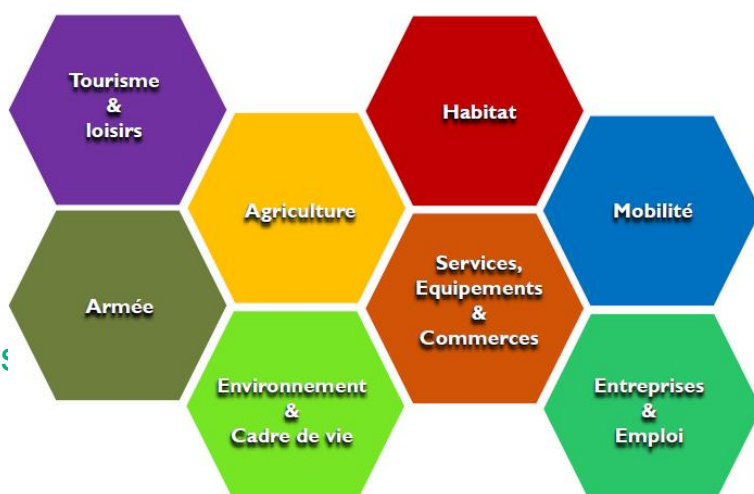 Tourisme
&
loisirs
Habitat
Agriculture
Mobilité
Services,
Equipements
&
Commerces
Armée
Environnement
&
Cadre de vie
Entreprises
&
Emploi